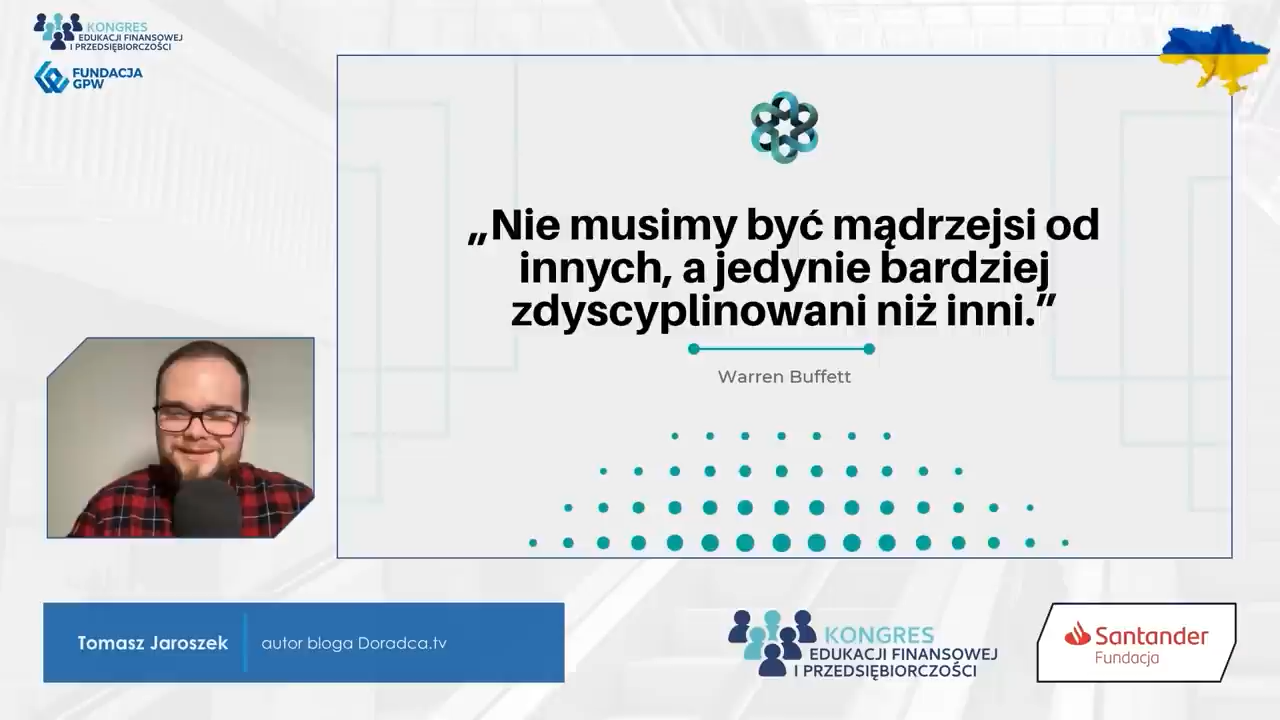 KONGRES
EDUKACJI FINANSOWEJ
I PRZEDSIĘBIORCZOŚCI
FUNDACJA
GPW
„Nie musimy być mądrzejsi od
innych, a jedynie bardziej
zdyscyplinowani niż inni.”
Warren Buffett
Tomasz Jaroszek
autor bloga Doradca.tv
KONGRES
EDUKACJI FINANSOWEJ
I PRZEDSIĘBIORCZOŚCI
Santander
Fundacja